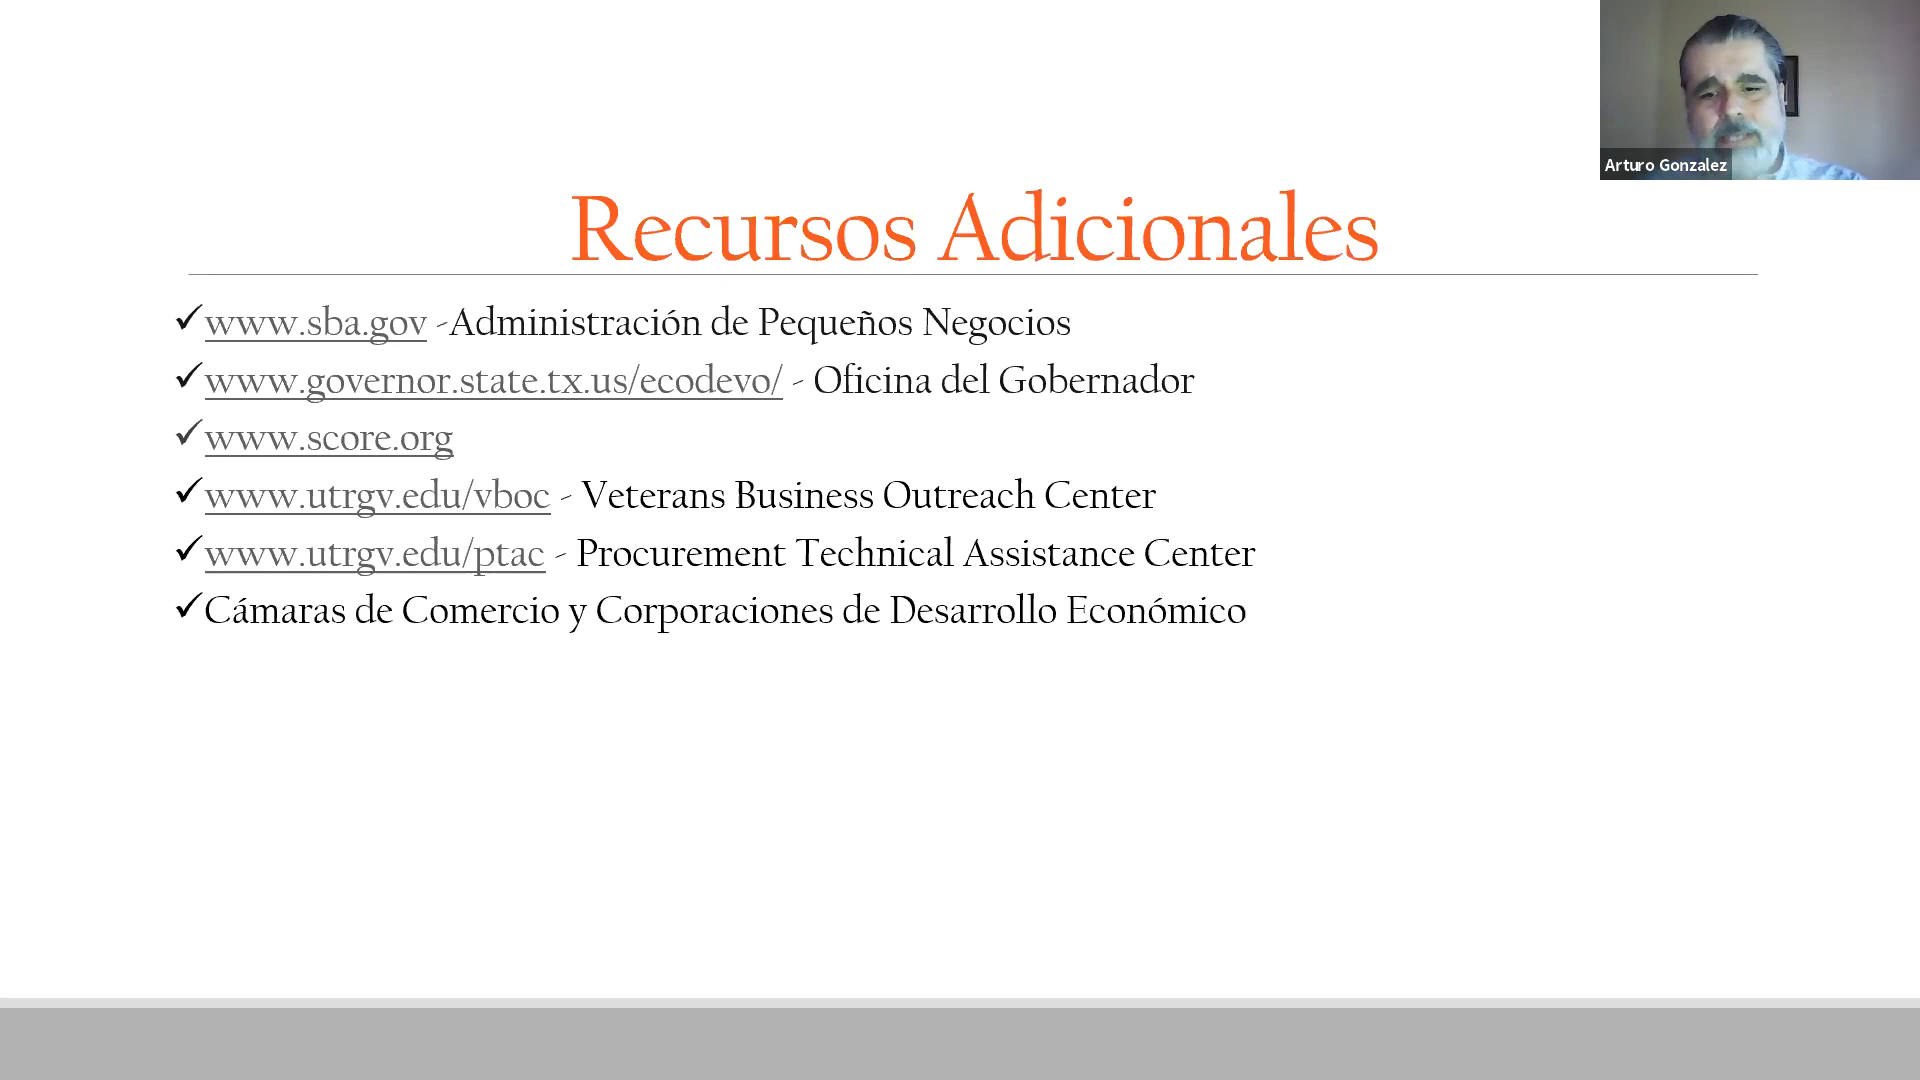 Arturo Gonzalez
Recursos Adicionales
✓www.sba.gov -Administración de Pequeños Negocios
✓www.governor.state.tx.us/ecodevo/ - Oficina del Gobernador
✓www.score.org
✓www.utrgv.edu/vboc - Veterans Business Outreach Center
✓www.utrgv.edu/ptac - Procurement Technical Assistance Center
✓Cámaras de Comercio y Corporaciones de Desarrollo Económico